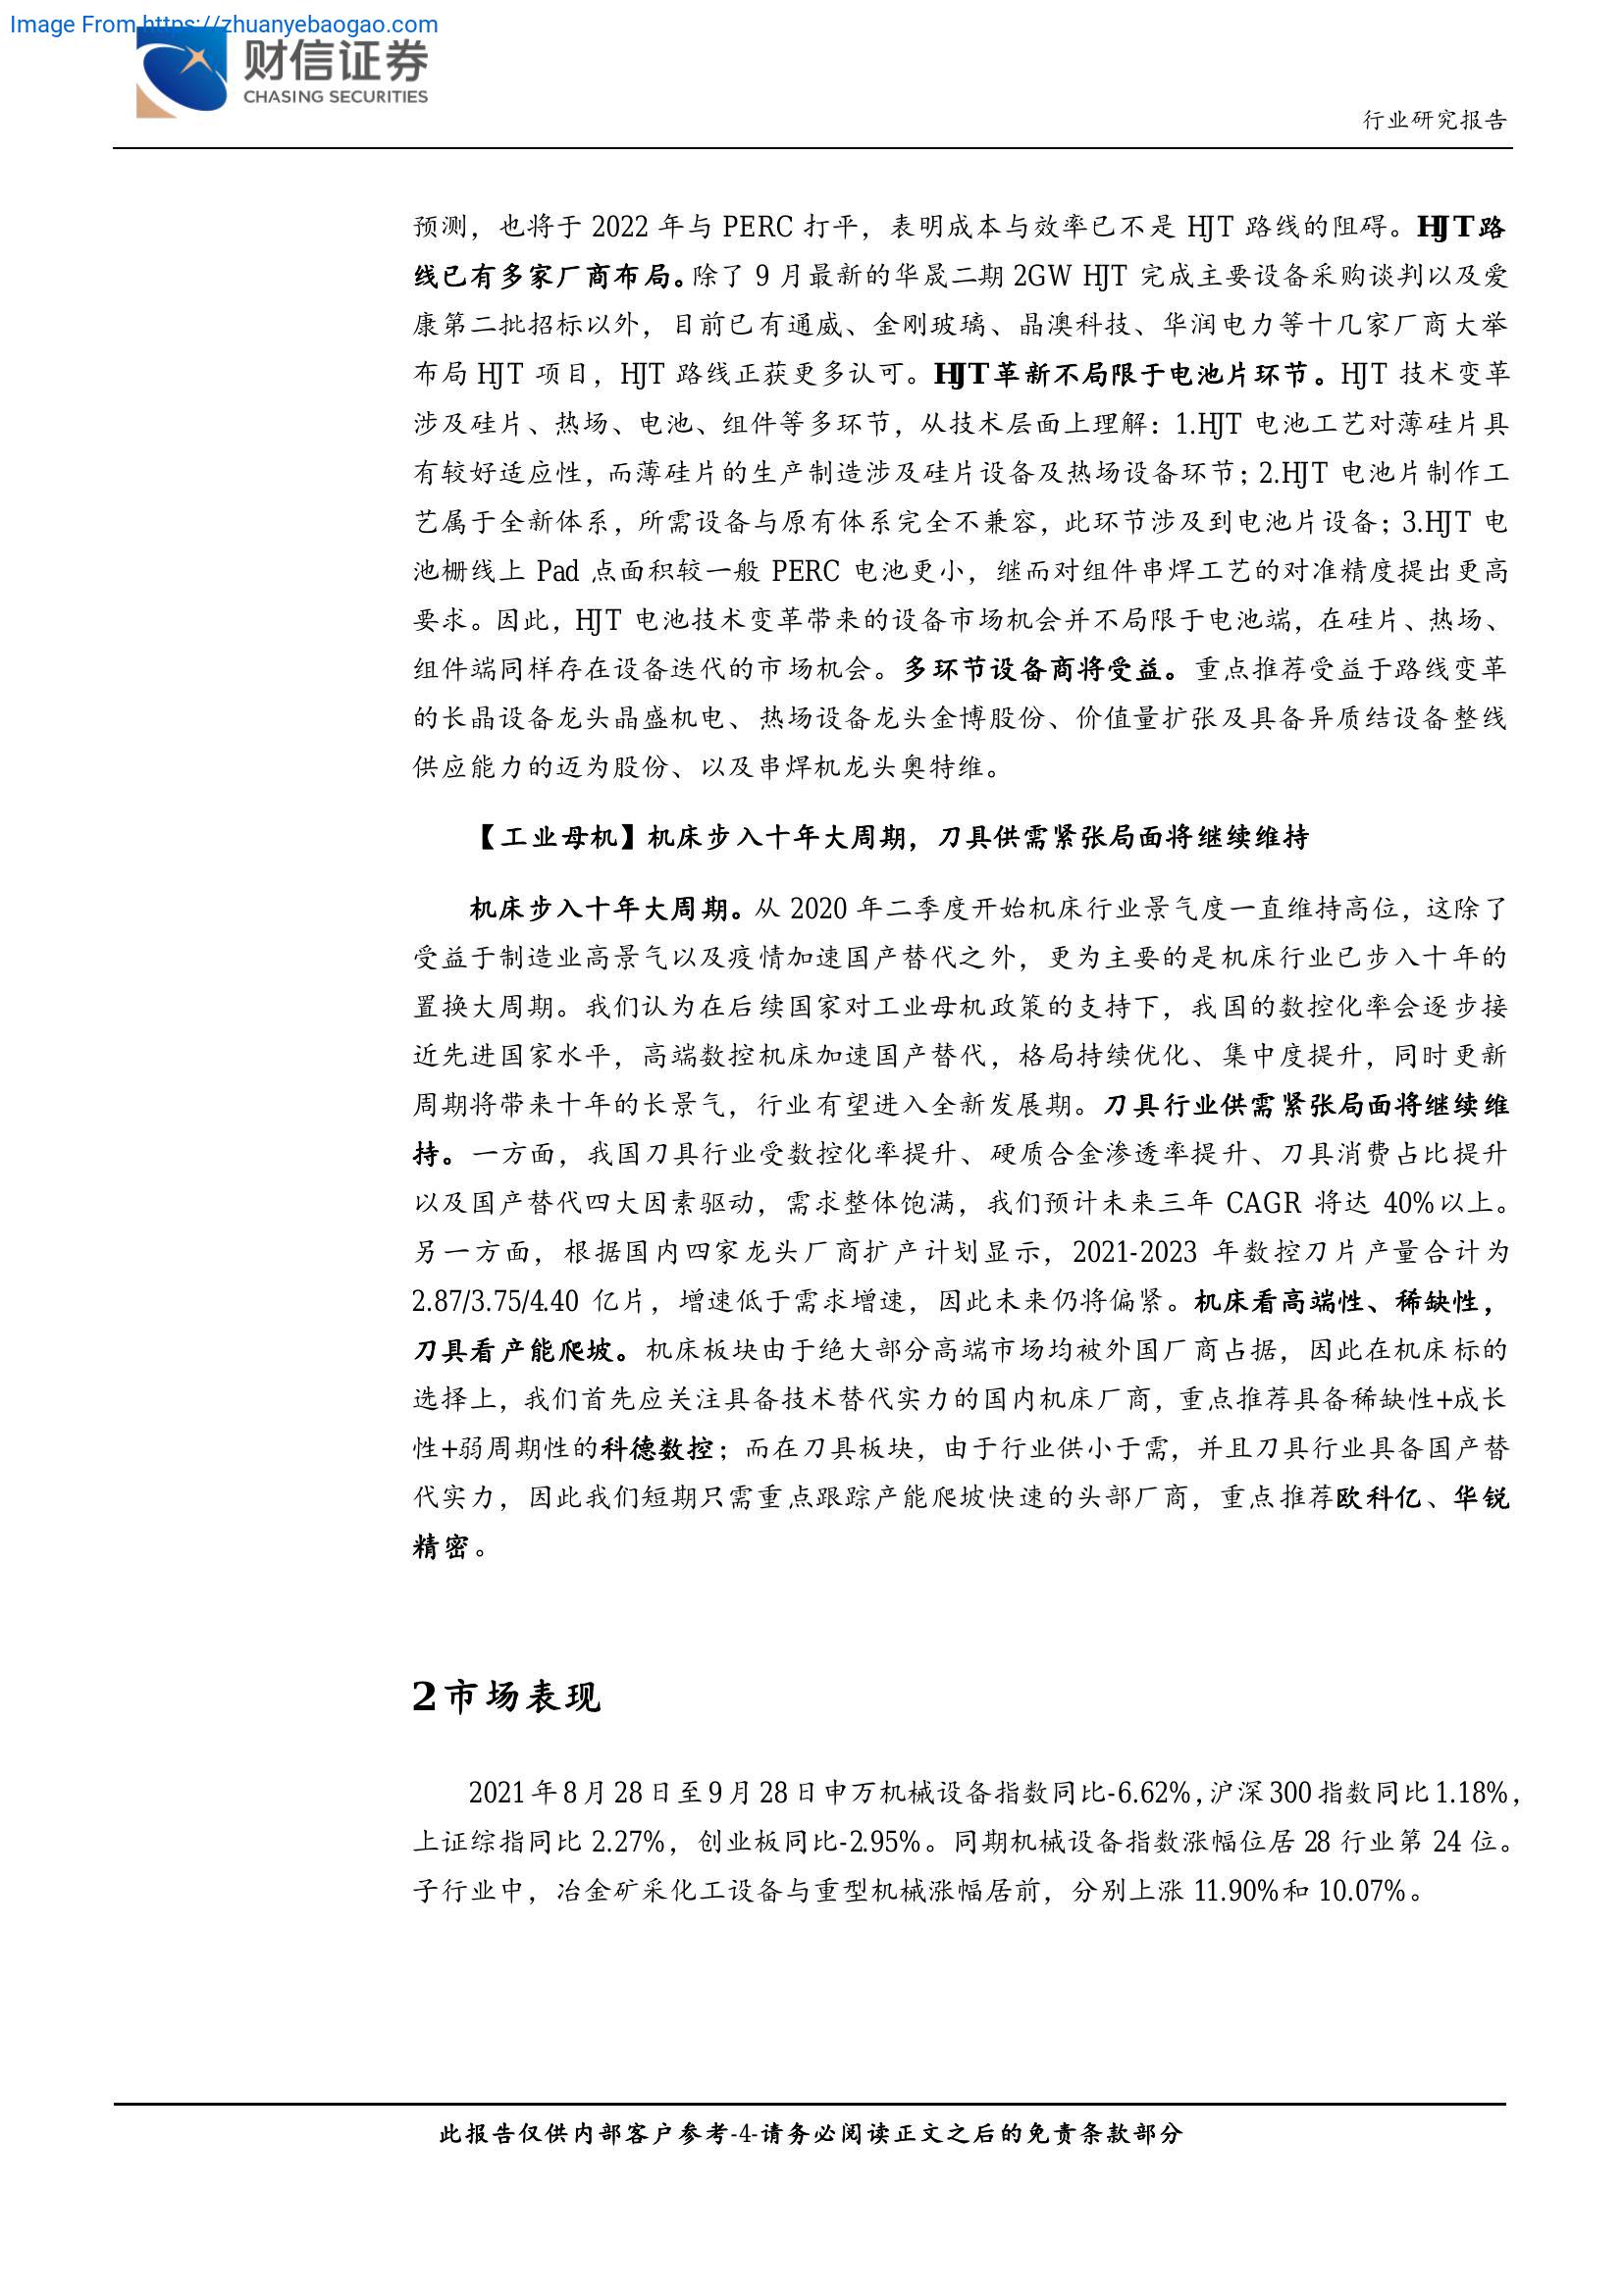 Image From https://zhuanyebaogao.com
财信证券
CHASING SECURITIES
行业研究报告
预测，也将于 2022 年与 PERC 打平，表明成本与效率已不是 HJT 路线的阻碍。HJT路
线已有多家厂商布局。除了 9 月最新的华晟二期 2GW HJT 完成主要设备采购谈判以及爱
康第二批招标以外，目前已有通威、金刚玻璃、晶澳科技、华润电力等十几家厂商大举
布局 HJT 项目，HJT 路线正获更多认可。HJT革新不局限于电池片环节。HJT 技术变革
涉及硅片、热场、电池、组件等多环节，从技术层面上理解：1.HJT 电池工艺对薄硅片具
有较好适应性，而薄硅片的生产制造涉及硅片设备及热场设备环节；2.HJT 电池片制作工
艺属于全新体系，所需设备与原有体系完全不兼容，此环节涉及到电池片设备；3.HJT 电
池栅线上 Pad 点面积较一般 PERC 电池更小，继而对组件串焊工艺的对准精度提出更高
要求。因此，HJT 电池技术变革带来的设备市场机会并不局限于电池端，在硅片、热场、
组件端同样存在设备迭代的市场机会。多环节设备商将受益。重点推荐受益于路线变革
的长晶设备龙头晶盛机电、热场设备龙头金博股份、价值量扩张及具备异质结设备整线
供应能力的迈为股份、以及串焊机龙头奥特维。
【工业母机】机床步入十年大周期，刀具供需紧张局面将继续维持
机床步入十年大周期。从 2020 年二季度开始机床行业景气度一直维持高位，这除了
受益于制造业高景气以及疫情加速国产替代之外，更为主要的是机床行业已步入十年的
置换大周期。我们认为在后续国家对工业母机政策的支持下，我国的数控化率会逐步接
近先进国家水平，高端数控机床加速国产替代，格局持续优化、集中度提升，同时更新
周期将带来十年的长景气，行业有望进入全新发展期。刀具行业供需紧张局面将继续维
持。一方面，我国刀具行业受数控化率提升、硬质合金渗透率提升、刀具消费占比提升
以及国产替代四大因素驱动，需求整体饱满，我们预计未来三年 CAGR 将达 40%以上。
另一方面，根据国内四家龙头厂商扩产计划显示，2021-2023 年数控刀片产量合计为
2.87/3.75/4.40 亿片，增速低于需求增速，因此未来仍将偏紧。机床看高端性、稀缺性，
刀具看产能爬坡。机床板块由于绝大部分高端市场均被外国厂商占据，因此在机床标的
选择上，我们首先应关注具备技术替代实力的国内机床厂商，重点推荐具备稀缺性+成长
性+弱周期性的科德数控；而在刀具板块，由于行业供小于需，并且刀具行业具备国产替
代实力，因此我们短期只需重点跟踪产能爬坡快速的头部厂商，重点推荐欧科亿、华锐
精密。
2市场表现
2021年8月28日至9月28日申万机械设备指数同比-6.62%，沪深300指数同比1.18%，
上证综指同比 2.27%，创业板同比-2.95%。同期机械设备指数涨幅位居 28 行业第 24 位。
子行业中，冶金矿采化工设备与重型机械涨幅居前，分别上涨 11.90%和 10.07%。
此报告仅供内部客户参考-4-请务必阅读正文之后的免责条款部分